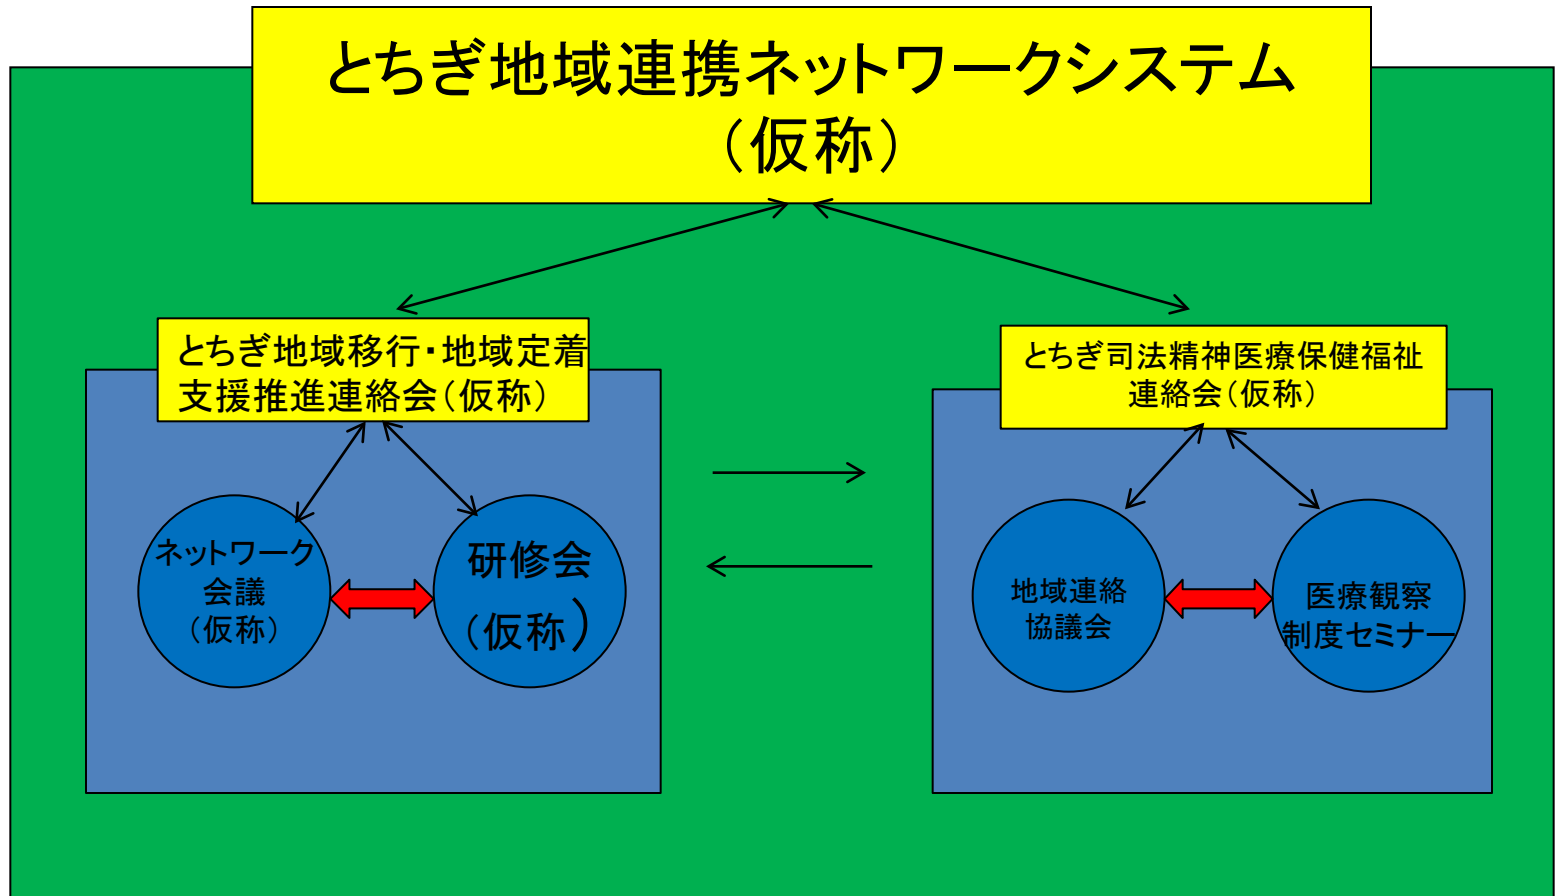 とちぎ地域連携ネットワークシステム
（仮称）
とちぎ地域移行・地域定着
支援推進連絡会（仮称）
ネットワーク
会議
（仮称）
研修会
（仮称）
とちぎ司法精神医療保健福祉
連絡会（仮称）
地域連絡
協議会
医療観察
制度セミナー